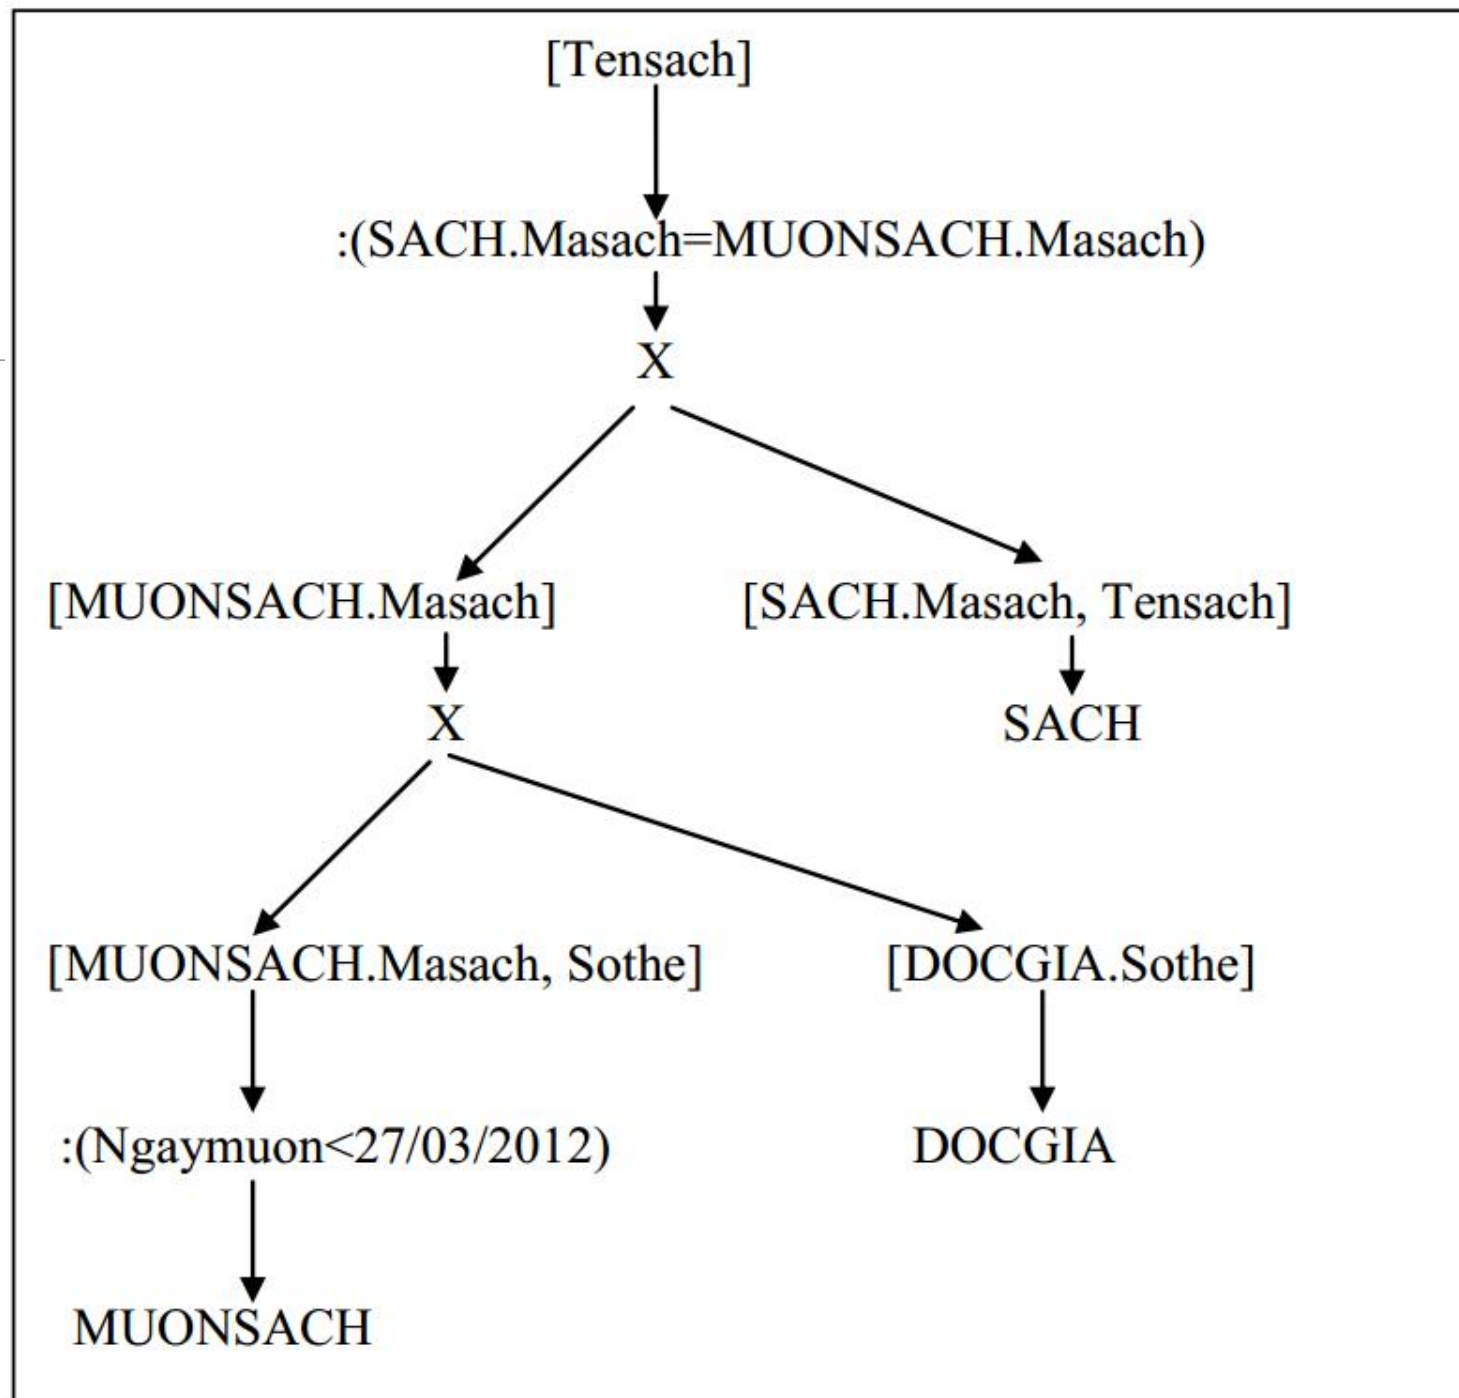 [Tensach]
:(SACH.Masach=MUONSACH.Masach)
X
[MUONSACH.Masach] [SACH.Masach, Tensach]
X SACH
[MUONSACH.Masach, Sothe] [DOCGIA.Sothe]
:(Ngaymuon<27/03/2012) DOCGIA
MUONSACH